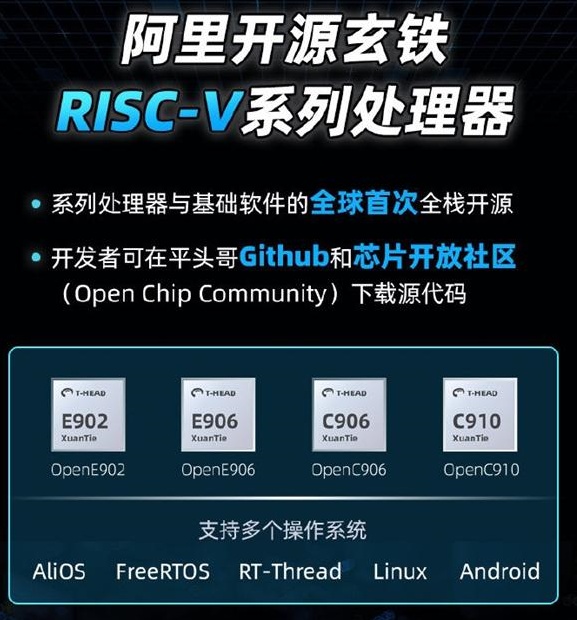 阿里开源玄铁
RISC-V系列处理器
系列处理器与基础软件的全球首次全栈开源
开发者可在平头哥Github和芯片开放社区
（Open Chip Community）下载源代码
T-HEAD T-HEAD T-HEAD T-HEAD
E902 E906 C906 C910
XuanTie XuanTie XuanTie XuanTie
OpenE902 OpenE906 OpenC906 OpenC910
支持多个操作系统
AliOS FreeRTOS RT-Thread Linux Android